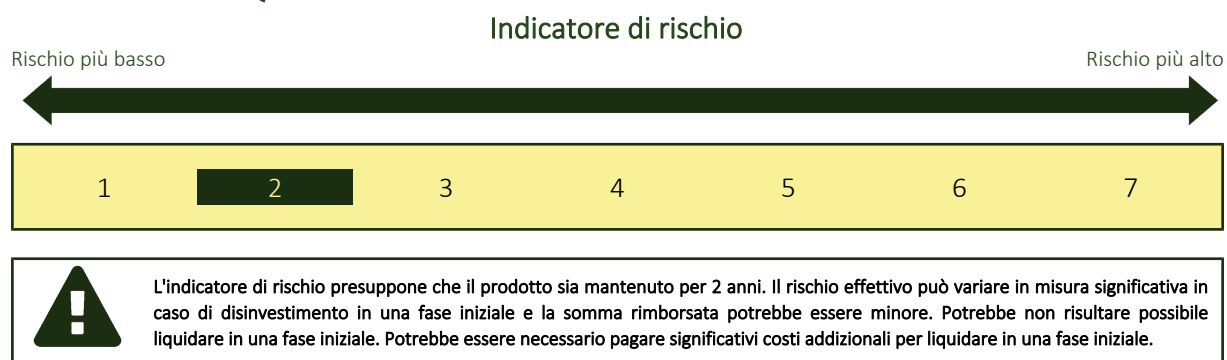 Indicatore di rischio
Rischio più basso
Rischio più alto
1 2 3 4 5 6 7
L'indicatore di rischio presuppone che il prodotto sia mantenuto per 2 anni. Il rischio effettivo può variare in misura significativa in
caso di disinvestimento in una fase iniziale e la somma rimborsata potrebbe essere minore. Potrebbe non risultare possibile
liquidare in una fase iniziale. Potrebbe essere necessario pagare significativi costi addizionali per liquidare in una fase iniziale.